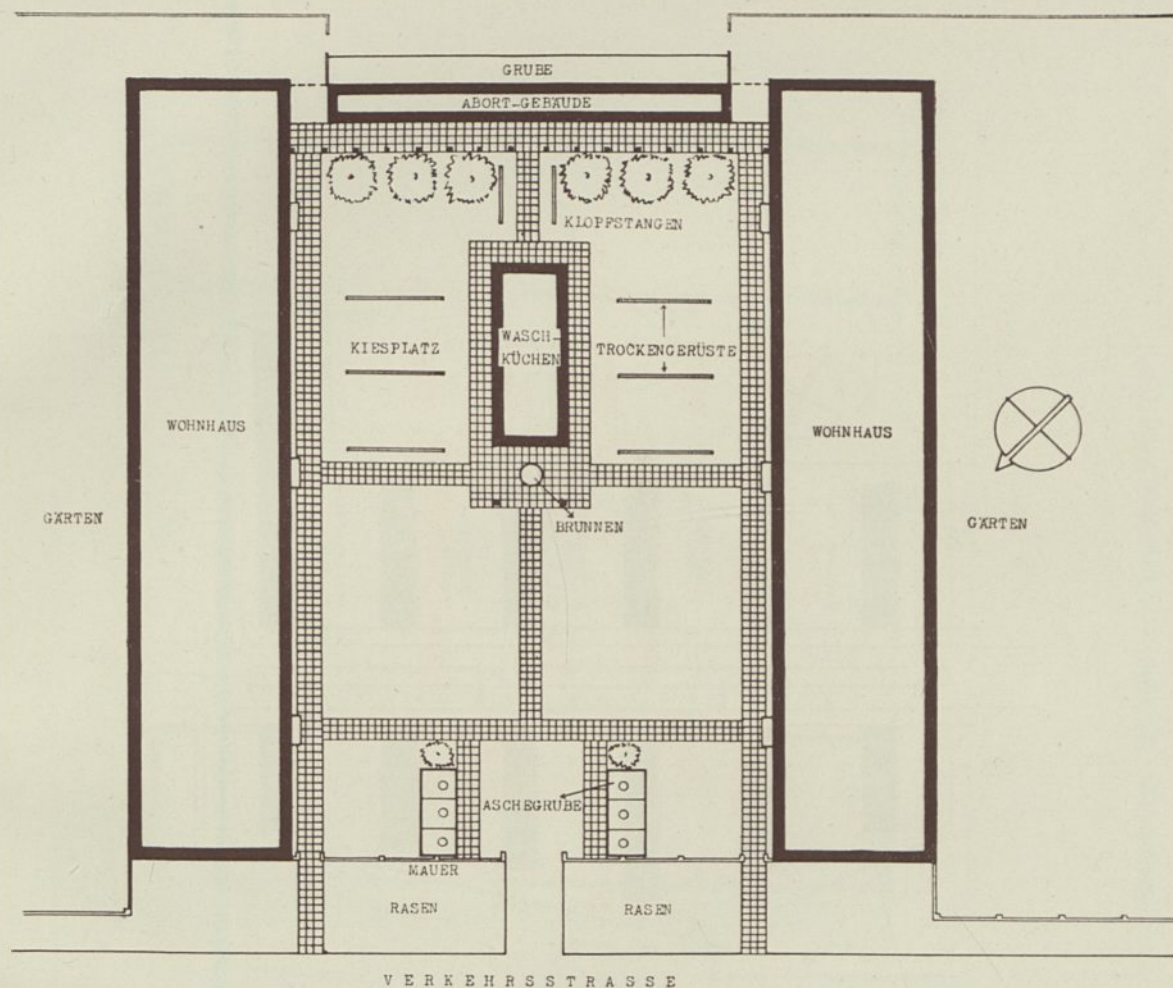 GRUBE
ABORT-GEBÄUDE
KLOPFSTANGEN
WASCH-
KÜCHEN
KIESPLATZ
TROCKENGERÜSTE
WOHNHAUS
WOHNHAUS
GÄRTEN
BRUNNEN
GÄRTEN
ASCHEGRUBE
MAUER
RASEN
RASEN
VERKEHRSSTRASSE